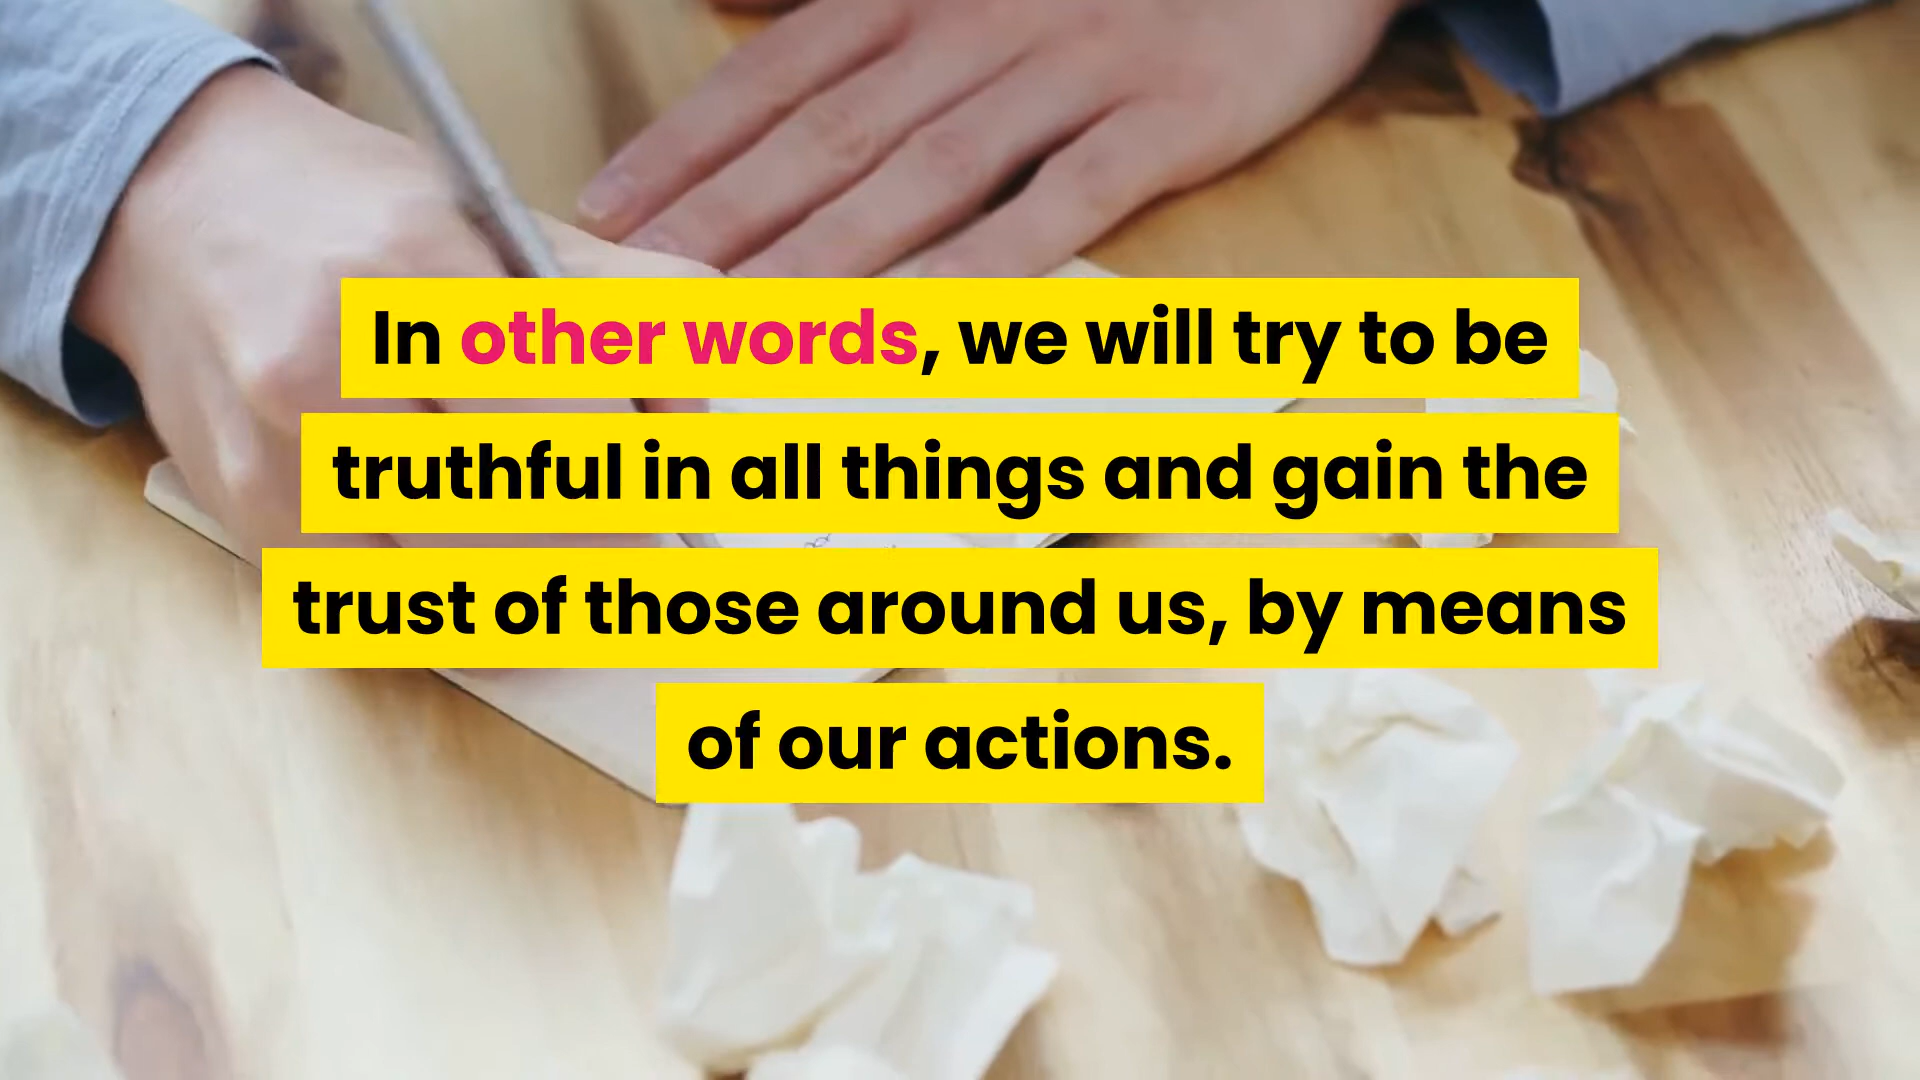 In other words, we will try to be
truthful in all things and gain the
trust of those around us, by means
of our actions.